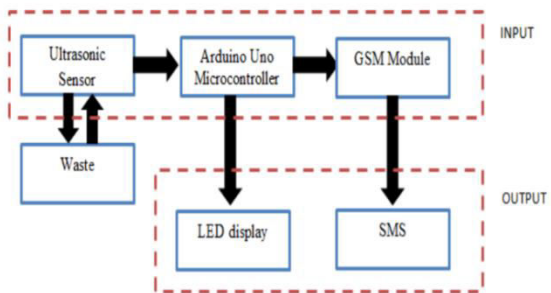 INPUT
Ultrasonic
Sensor
Arduino Uno
Microcontroller
GSM Module
Waste
OUTPUT
LED display
SMS